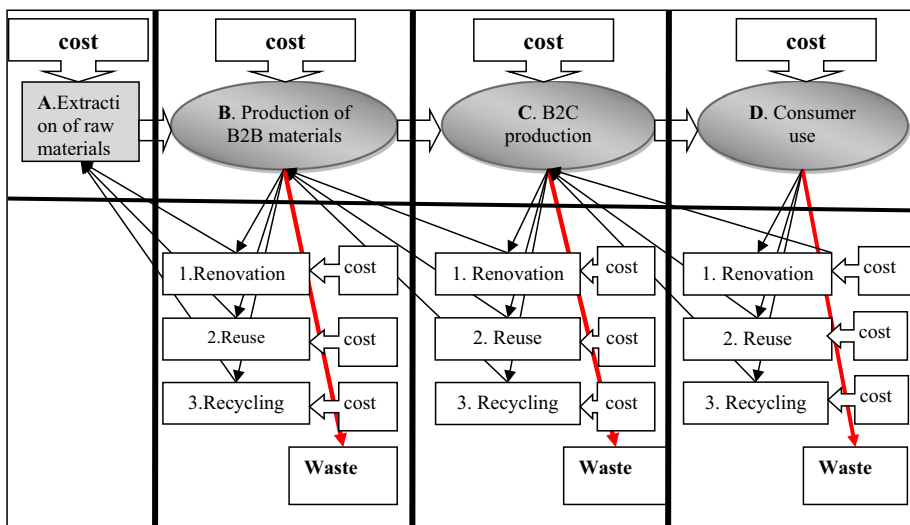 cost
cost
cost
cost
A.Extracti
on of raw
materials
B. Production of
B2B materials
C. B2C
production
D. Consumer
use
1.Renovation
cost
1. Renovation
cost
1. Renovation
cost
2.Reuse
cost
2. Reuse
cost
2. Reuse
cost
3.Recycling
cost
3. Recycling
cost
3. Recycling
cost
Waste
Waste
Waste